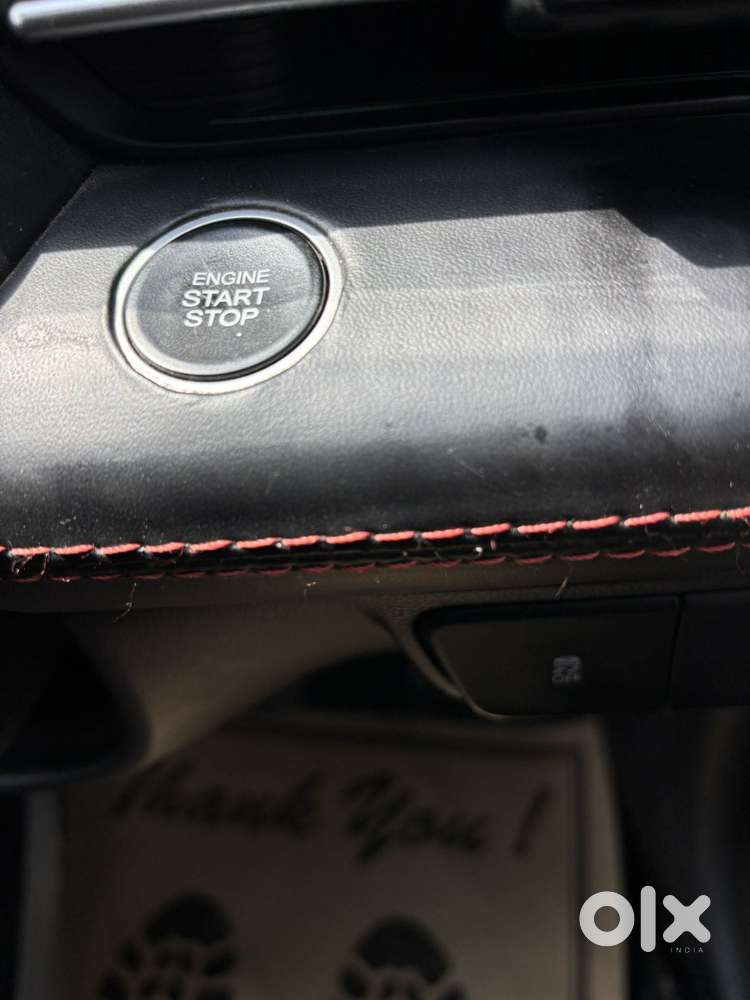 ENGINE
START
STOP
Thank You !
olx
INDIA